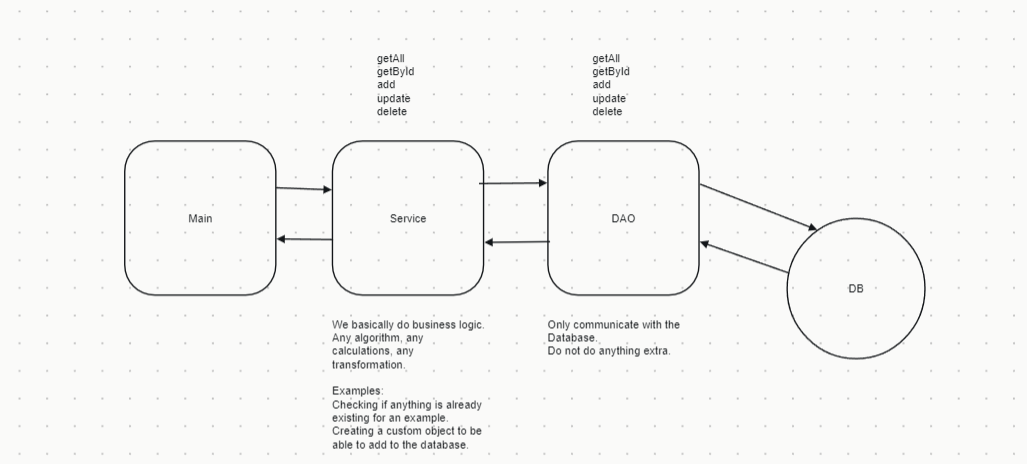 getAll
getById
add
update
delete
getAll
getById
add
update
delete
Main
Service
DAO
DB
We basically do business logic.
Any algorithm, any
calculations, any
transformation.
Examples:
Checking if anything is already
existing for an example.
Creating a custom object to be
able to add to the database.
Only communicate with the
Database.
Do not do anything extra.